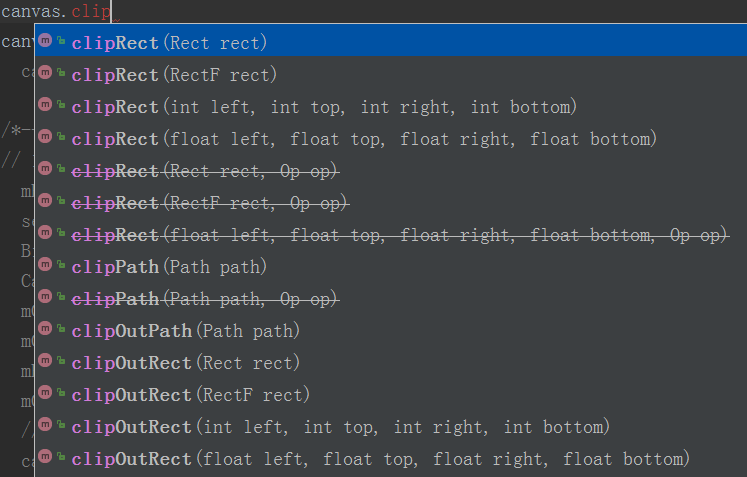 canvas.clip
canv
clipRect(Rect rect)
ca
clipRect(RectF rect)
clipRect(int left, int top, int right, int bottom)
/*-
clipRect(float left, float top, float right, float bottom)
//
clipRect(Rect rect, Op op)
mP
clipRect(RectF rect, Op op)
se
clipRect(float left, float top, float right, float bottom, Op op)
Bi
clipPath(Path path)
Ca
clipPath(Path path, Op op)
clipOutPath(Path path)
clipOutRect(Rect rect)
clipOutRect(RectF rect)
//
clipOutRect(int left, int top, int right, int bottom)
ca
clipOutRect(float left, float top, float right, float bottom)